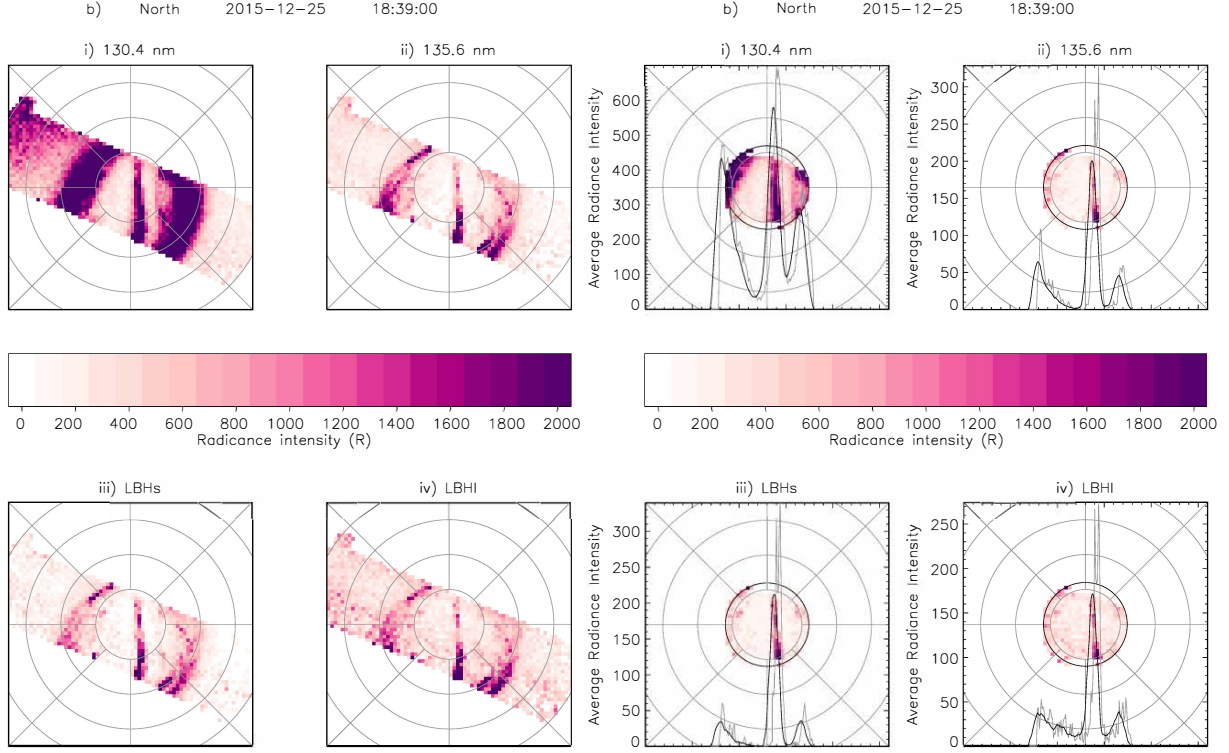 b) North 2015-12-25 18:39:00
b) North 2015-12-25 18:39:00
i) 130.4 nm
ii) 135.6 nm
i) 130.4 nm
ii) 135.6 nm
Average Radiance Intensity
600
500
400
300
200
100
0
Average Radiance Intensity
300
250
200
150
100
50
0
0 200 400 600 800 1000 1200 1400 1600 1800 2000
Radicance intensity (R)
0 200 400 600 800 1000 1200 1400 1600 1800 2000
Radicance intensity (R)
iii) LBHs
iv) LBHl
iii) LBHs
iv) LBHl
Average Radiance Intensity
300
250
200
150
100
50
0
Average Radiance Intensity
250
200
150
100
50
0